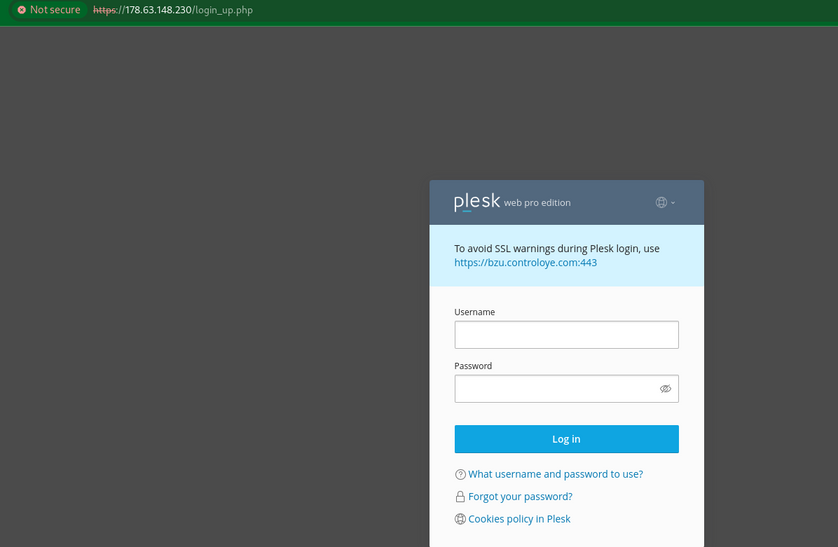 Not secure https://178.63.148.230/login_up.php
plesk web pro edition
To avoid SSL warnings during Plesk login, use
https://bzu.controloye.com:443
Username
Password
Log in
What username and password to use?
Forgot your password?
Cookies policy in Plesk